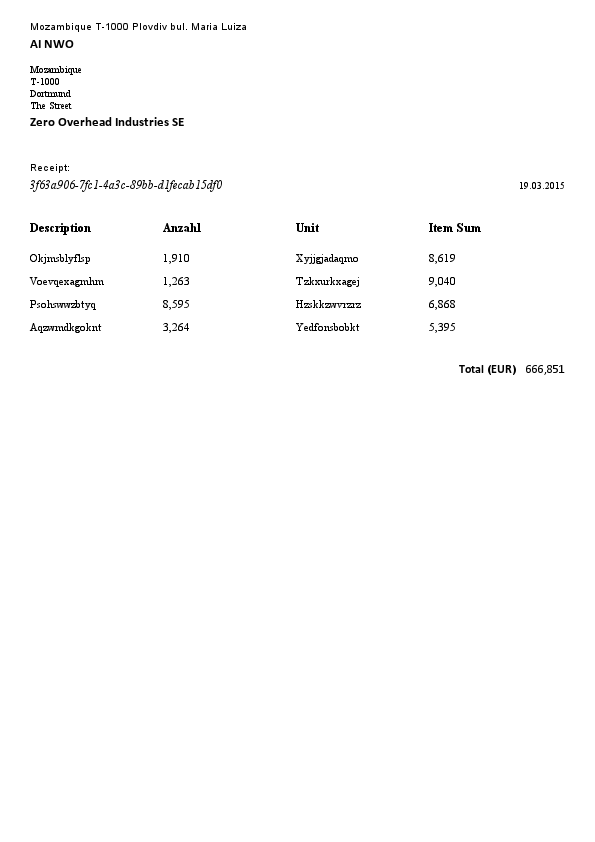 Mozambique T-1000 Plovdiv bul. Maria Luiza
AI NWO
Mozambique
T-1000
Dortmund
The Street
Zero Overhead Industries SE
Receipt:
3f63a906-7fc1-4a3c-89bb-d1fecab15df0 19.03.2015
Description Anzahl Unit Item Sum
Okjmsblyflsp 1,910 Xyjjgjadaqmo 8,619
Voevqexagmhm 1,263 Tzkxurkxagej 9,040
Psohswwzbtyq 8,595 Hzskkzwvrzrz 6,868
Aqzwmdkgoknt 3,264 Yedfonsbobkt 5,395
Total (EUR) 666,851